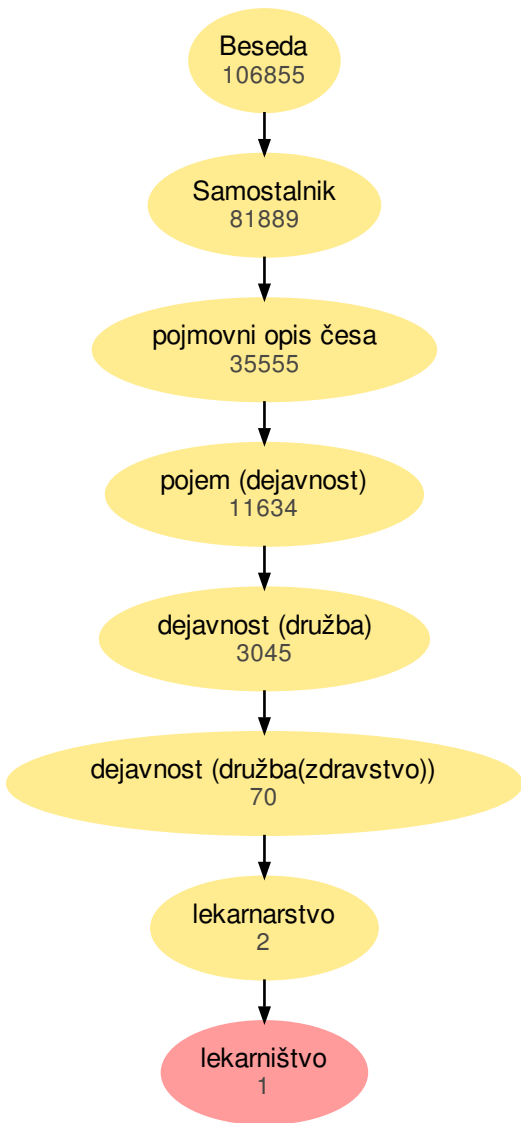 Beseda
106855
Samostalnik
81889
pojmovni opis česa
35555
pojem (dejavnost)
11634
dejavnost (družba)
3045
dejavnost (družba(zdravstvo))
70
lekarnarstvo
2
lekarništvo
1